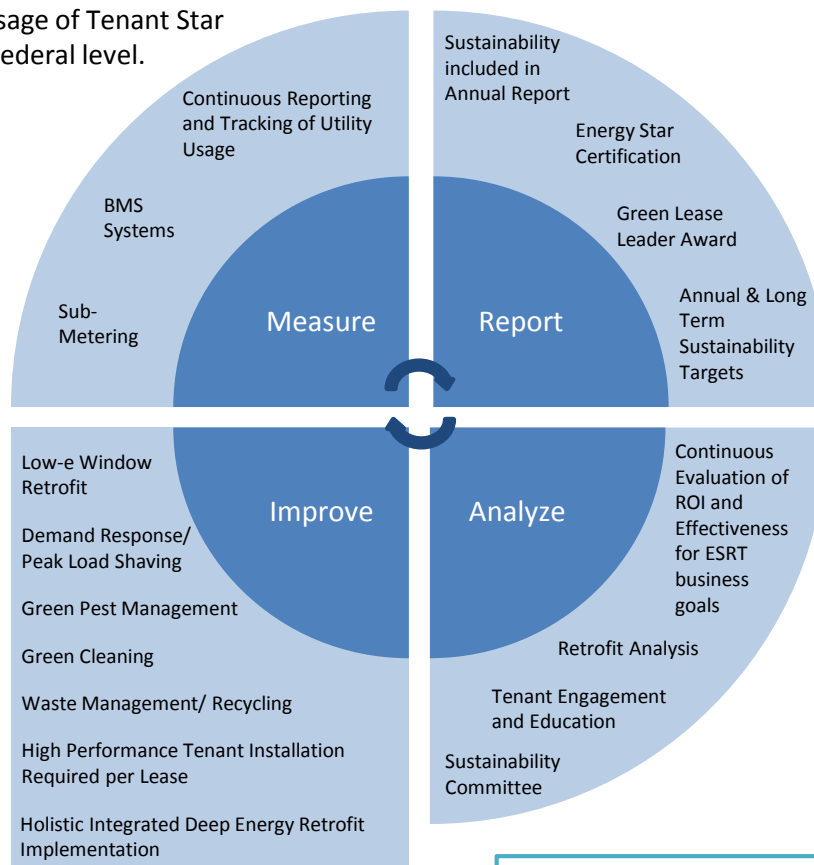 sage of Tenant Star
ederal level.
Continuous Reporting
and Tracking of Utility
Usage
BMS
Systems
Sub-
Metering
Measure
Sustainability
included in
Annual Report
Energy Star
Certification
Green Lease
Leader Award
Annual & Long
Term
Sustainability
Targets
Report
Low-e Window
Retrofit
Demand Response/
Peak Load Shaving
Green Pest Management
Green Cleaning
Waste Management/ Recycling
High Performance Tenant Installation
Required per Lease
Holistic Integrated Deep Energy Retrofit
Implementation
Improve
Analyze
Continuous
Evaluation of
ROI and
Effectiveness
for ESRT
business
goals
Retrofit Analysis
Tenant Engagement
and Education
Sustainability
Committee